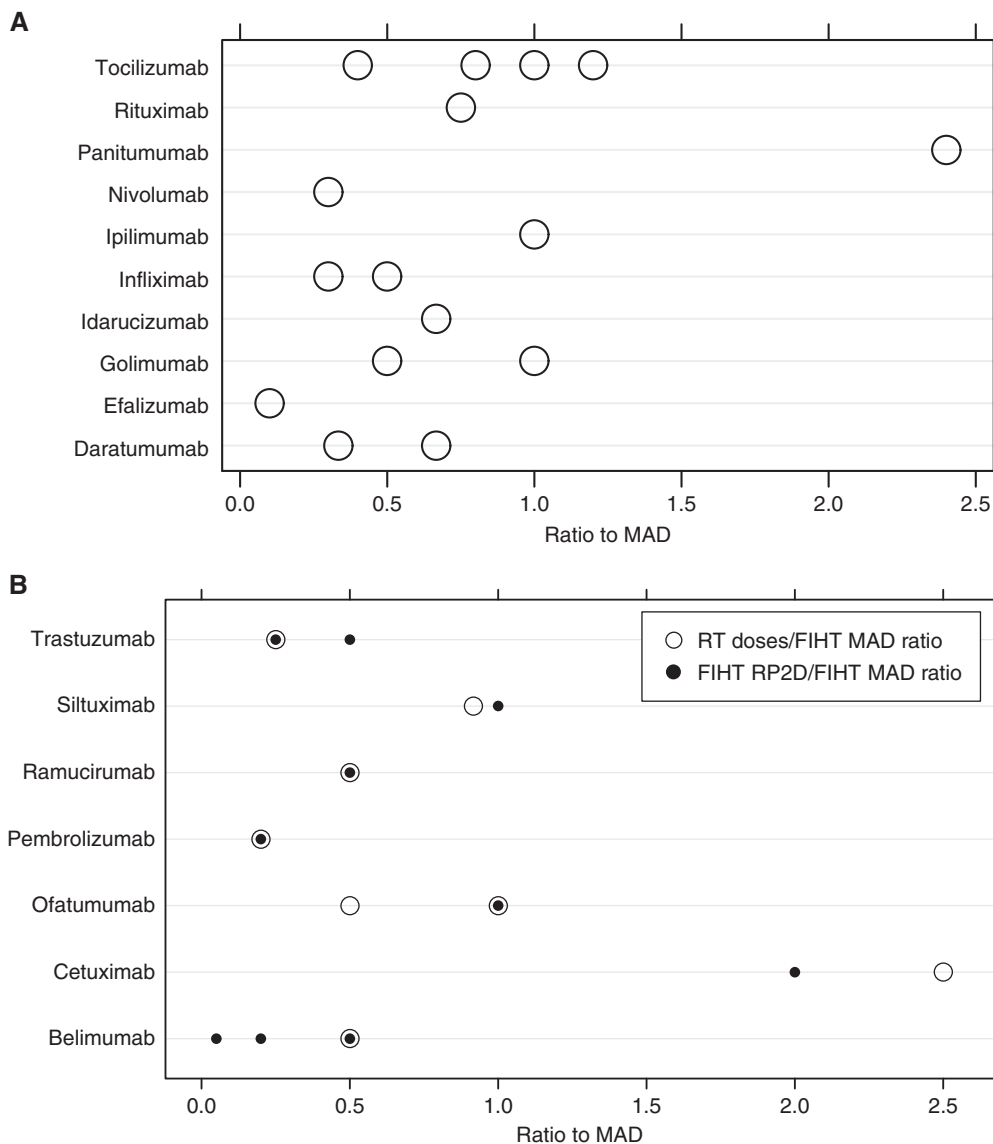 A
Tocilizumab
Rituximab
Panitumumab
Nivolumab
Ipilimumab
Infliximab
Idarucizumab
Golimumab
Efalizumab
Daratumumab
0.0 0.5 1.0 1.5 2.0 2.5
Ratio to MAD
B
Trastuzumab
Siltuximab
Ramucirumab
Pembrolizumab
Ofatumumab
Cetuximab
Belimumab
RT doses/FIHT MAD ratio
FIHT RP2D/FIHT MAD ratio
0.0 0.5 1.0 1.5 2.0 2.5
Ratio to MAD